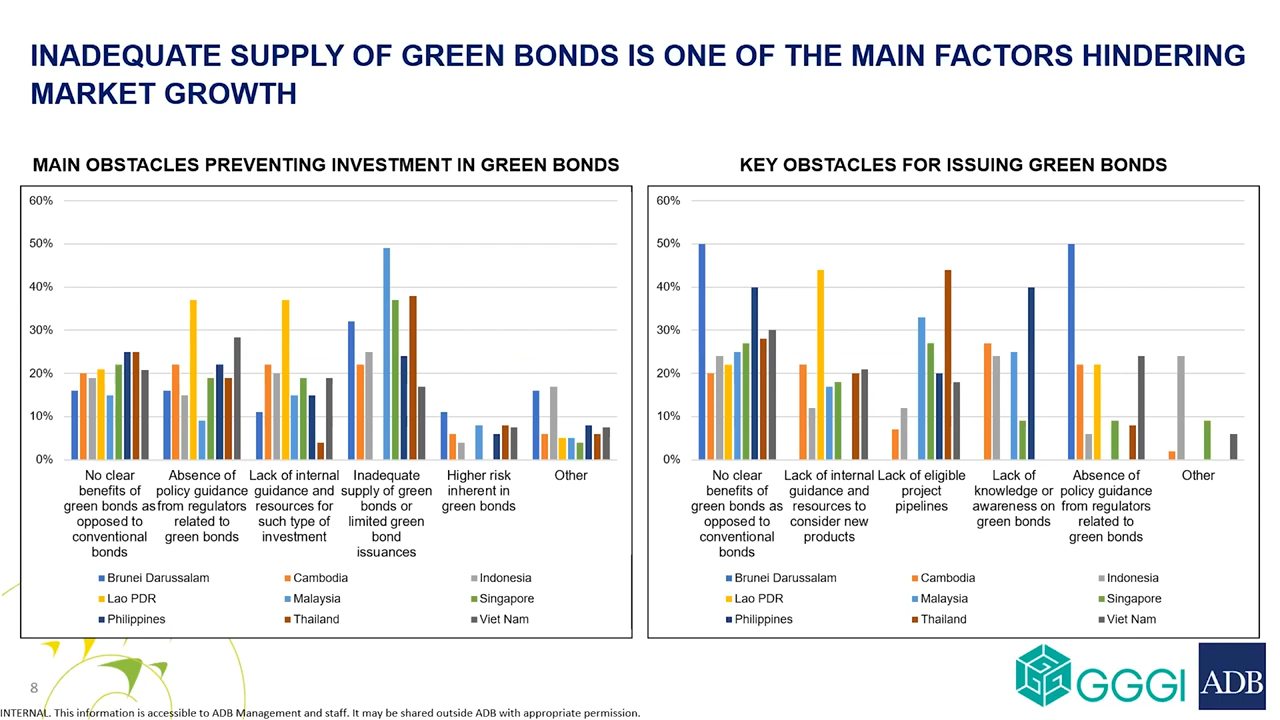 INADEQUATE SUPPLY OF GREEN BONDS IS ONE OF THE MAIN FACTORS HINDERING
MARKET GROWTH
MAIN OBSTACLES PREVENTING INVESTMENT IN GREEN BONDS
60%
50%
40%
30%
20%
10%
0%
No clear
benefits of
green bonds as
opposed to
conventional
bonds
Absence of
policy guidance
from regulators
related to
green bonds
Lack of internal
guidance and
resources for
such type of
investment
Inadequate
supply of green
bonds or
limited green
bond
issuances
Higher risk
inherent in
green bonds
Other
Brunei Darussalam
Cambodia
Indonesia
Lao PDR
Malaysia
Singapore
Philippines
Thailand
Viet Nam
KEY OBSTACLES FOR ISSUING GREEN BONDS
60%
50%
40%
30%
20%
10%
0%
No clear
benefits of
green bonds as
opposed to
conventional
bonds
Lack of internal
guidance and
resources to
consider new
products
Lack of eligible
project
pipelines
Lack of
knowledge or
awareness on
green bonds
Absence of
policy guidance
from regulators
related to
green bonds
Other
Brunei Darussalam
Cambodia
Indonesia
Lao PDR
Malaysia
Singapore
Philippines
Thailand
Viet Nam
GGGI
ADB
8
INTERNAL. This information is accessible to ADB Management and staff. It may be shared outside ADB with appropriate permission.